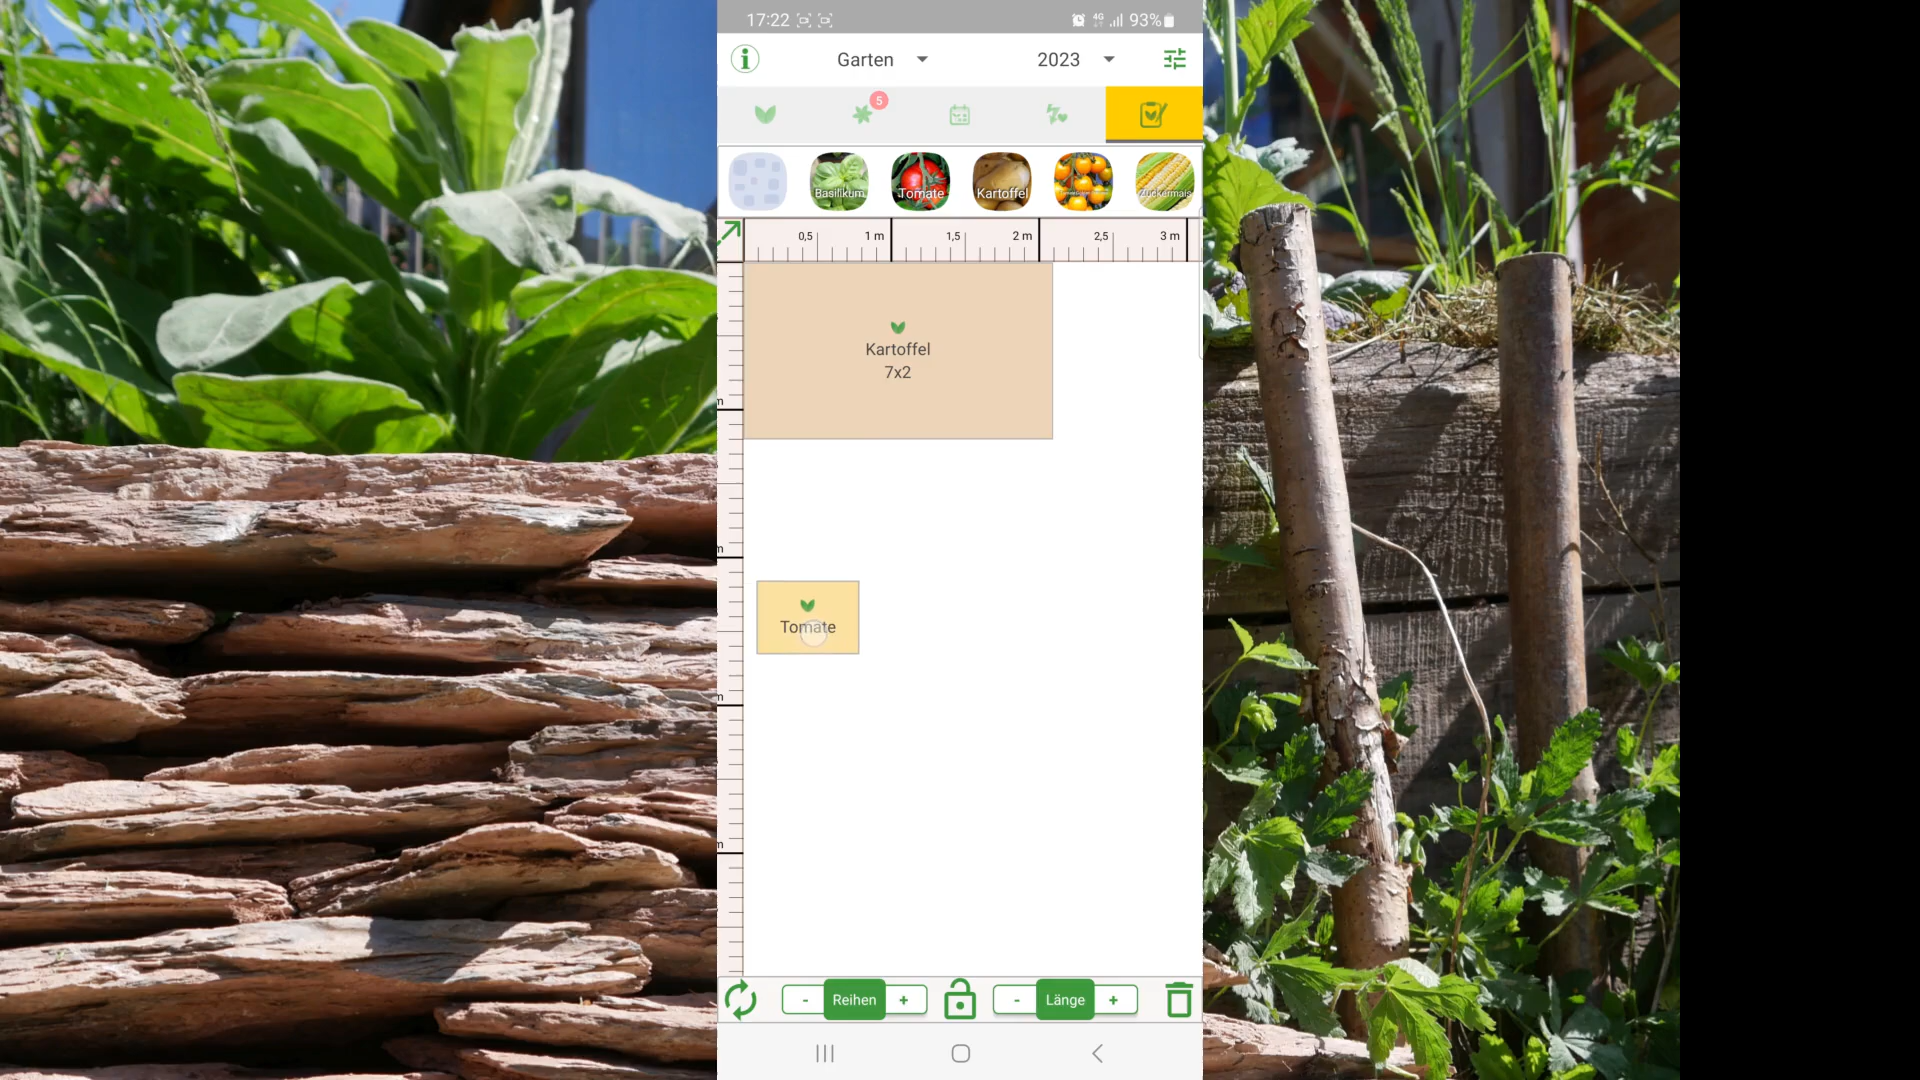 17:22 4G 93%
i Garten 2023
5
Basilikum Tomate Kartoffel Zuckermais
0,5 1 m 1,5 2 m 2,5 3 m
m
Kartoffel
7x2
m
Tomate
m
m
- Reihen + - Länge +